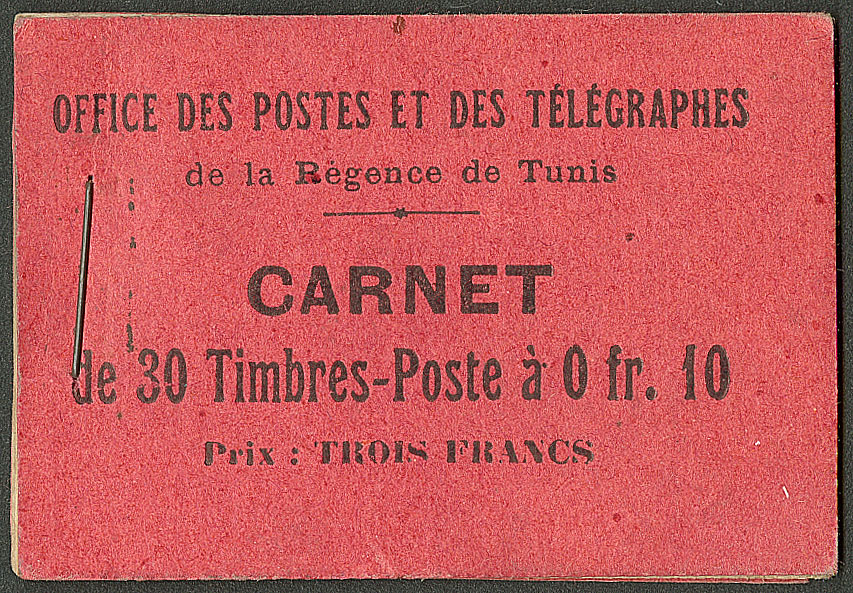 OFFICE DES POSTES ET DES TÉLÉGRAPHES
de la Régence de Tunis
CARNET
de 30 Timbres-Poste à 0 fr. 10
Prix : TROIS FRANCS